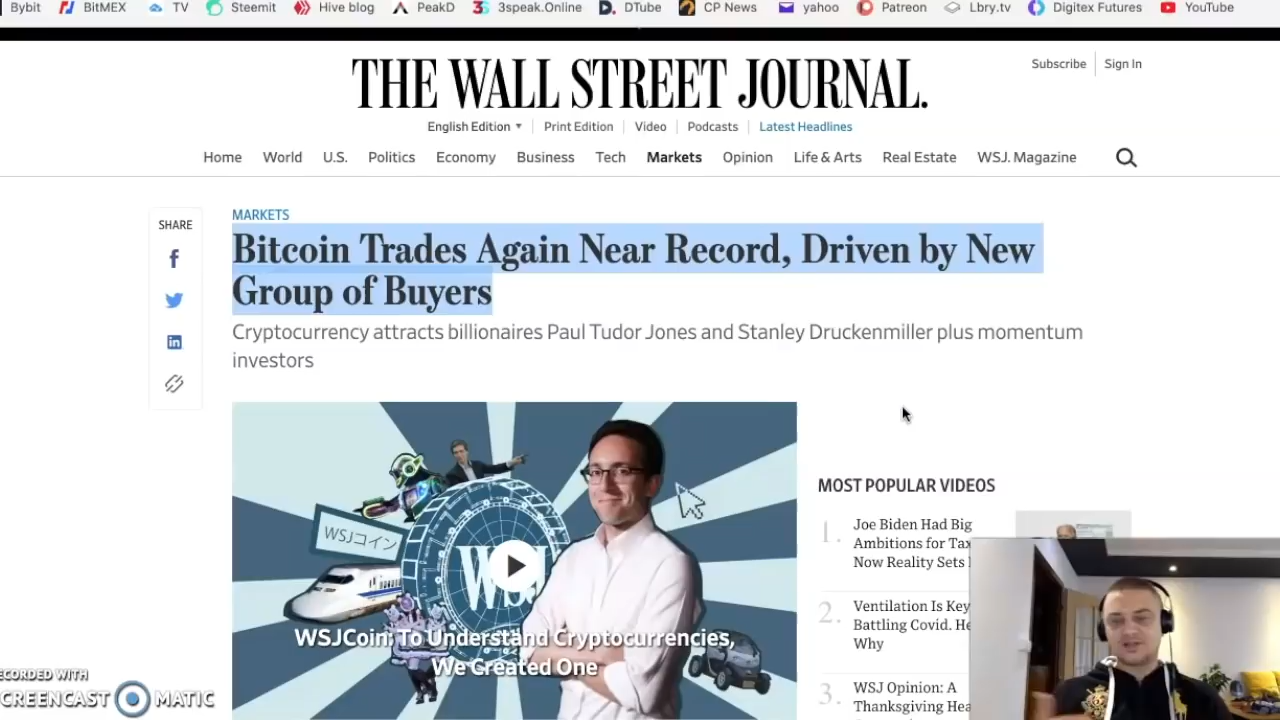 Bybit BitMEX TV Steemit Hive blog PeakD 3speak.Online DTube CP News yahoo Patreon Lbry.tv Digitex Futures YouTube
THE WALL STREET JOURNAL.
Subscribe Sign In
English Edition Print Edition Video Podcasts Latest Headlines
Home World U.S. Politics Economy Business Tech Markets Opinion Life & Arts Real Estate WSJ. Magazine
SHARE
MARKETS
Bitcoin Trades Again Near Record, Driven by New
Group of Buyers
Cryptocurrency attracts billionaires Paul Tudor Jones and Stanley Druckenmiller plus momentum
investors
WSJコイン
WSJ
WSJCoin: To Understand Cryptocurrencies,
We Created One
MOST POPULAR VIDEOS
1. Joe Biden Had Big
Ambitions for Tax
Now Reality Sets
2. Ventilation Is Key
Battling Covid. He
Why
3. WSJ Opinion: A
Thanksgiving Hea
ECORDED WITH
CREENCAST MATIC